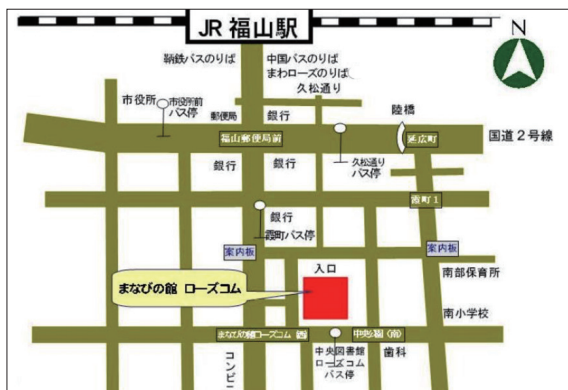 JR 福山駅
N
鞆鉄バスのりば
中国バスのりば
まわローズのりば
久松通り
市役所
市役所前
バス停
郵便局
銀行
陸橋
国道2号線
福山郵便局前
延広町
銀行
銀行
久松通り
バス停
霞町1
銀行
霞町バス停
案内板
案内板
入口
南部保育所
まなびの館 ローズコム
南小学校
まなびの館ローズコム
中央図書館
ローズコム
バス停
歯科
コンビニ